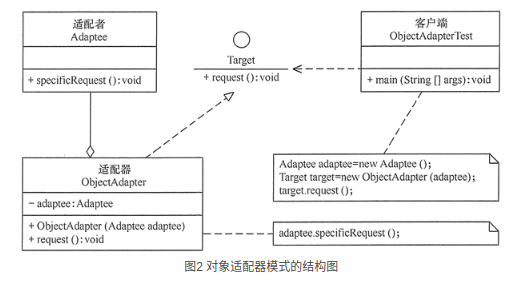 适配者
Adaptee
+ specificRequest ():void
Target
+ request ():void
客户端
ObjectAdapterTest
+ main (String [] args):void
适配器
ObjectAdapter
− adaptee:Adaptee
+ ObjectAdapter (Adaptee adaptee)
+ request ():void
Adaptee adaptee=new Adaptee ();
Target target=new ObjectAdapter (adaptee);
target.request ();
adaptee.specificRequest ();
图2 对象适配器模式的结构图